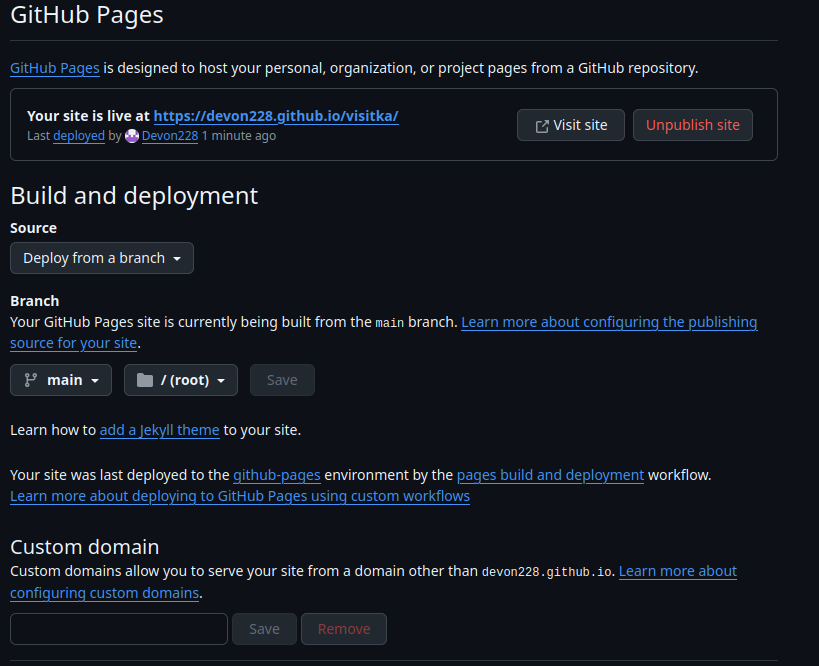 GitHub Pages
GitHub Pages is designed to host your personal, organization, or project pages from a GitHub repository.
Your site is live at https://devon228.github.io/visitka/
Last deployed by Devon228 1 minute ago
Visit site
Unpublish site
Build and deployment
Source
Deploy from a branch
Branch
Your GitHub Pages site is currently being built from the main branch. Learn more about configuring the publishing
source for your site.
main
/ (root)
Save
Learn how to add a Jekyll theme to your site.
Your site was last deployed to the github-pages environment by the pages build and deployment workflow.
Learn more about deploying to GitHub Pages using custom workflows
Custom domain
Custom domains allow you to serve your site from a domain other than devon228.github.io. Learn more about
configuring custom domains.
Save
Remove